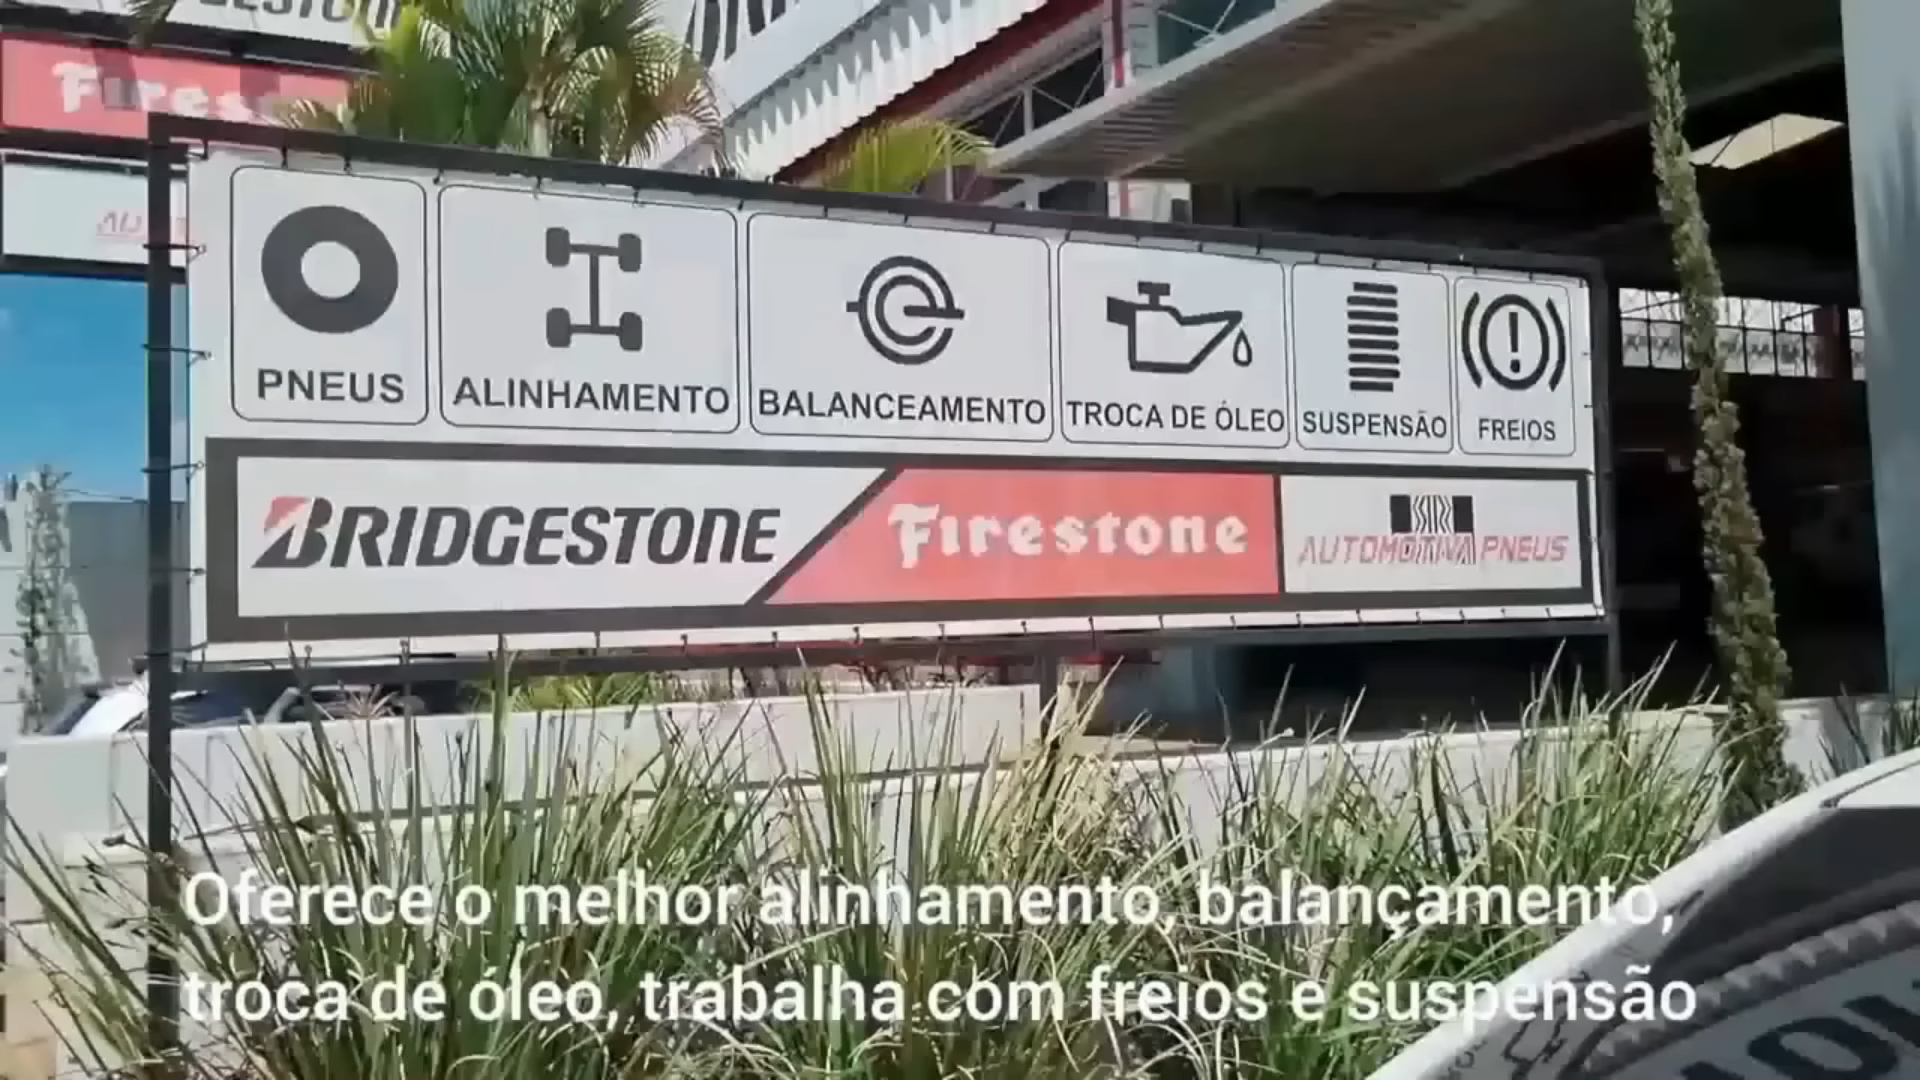 Firestone
PNEUS
ALINHAMENTO
BALANCEAMENTO
TROCA DE ÓLEO
SUSPENSÃO
FREIOS
BRIDGESTONE
Firestone
AUTOMOTIVA PNEUS
Oferece o melhor alinhamento, balançamento,
troca de óleo, trabalha com freios e suspensão